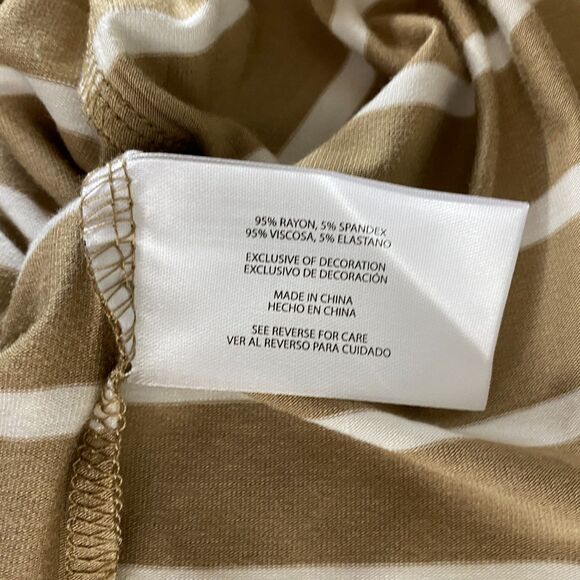 95% RAYON, 5% SPANDEX
95% VISCOSA, 5% ELASTANO
EXCLUSIVE OF DECORATION
EXCLUSIVO DE DECORACIÓN
MADE IN CHINA
HECHO EN CHINA
SEE REVERSE FOR CARE
VER AL REVERSO PARA CUIDADO